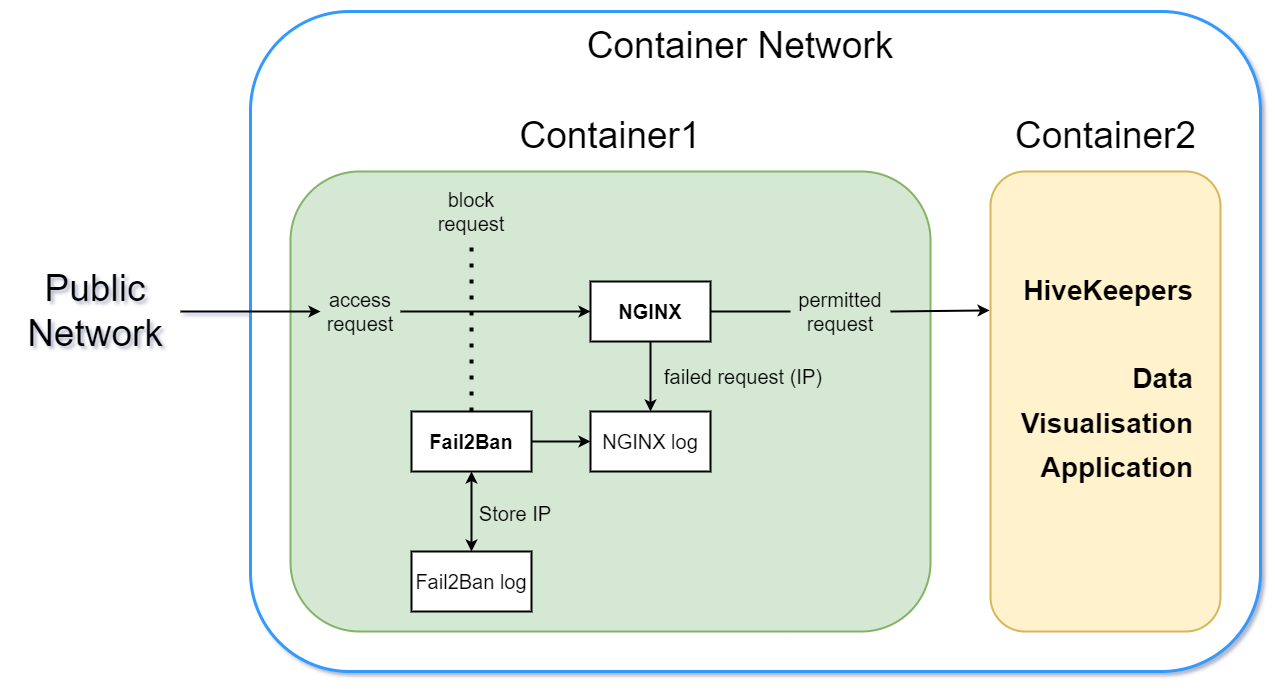 Container Network
Container1
Container2
block
request
Public
Network
access
request
NGINX
permitted
request
HiveKeepers
Data
Visualisation
Application
failed request (IP)
Fail2Ban
NGINX log
Store IP
Fail2Ban log